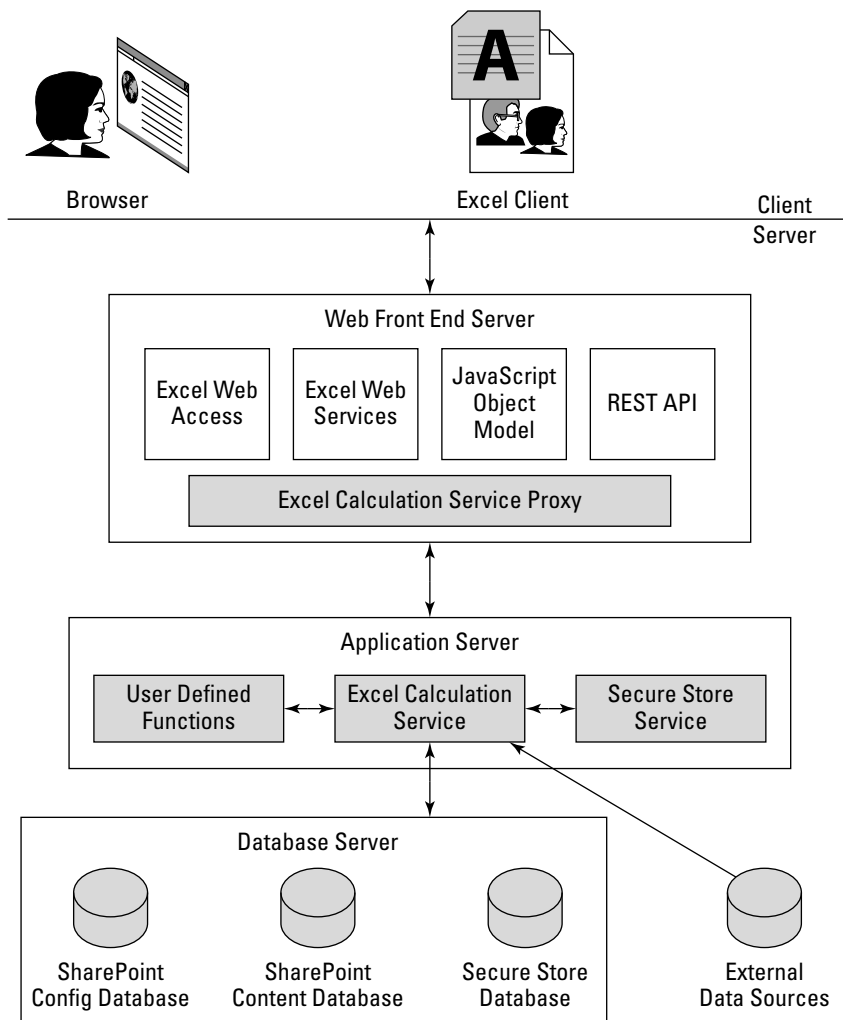 A
Browser
Excel Client
Client
Server
Web Front End Server
Excel Web
Access
Excel Web
Services
JavaScript
Object
Model
REST API
Excel Calculation Service Proxy
Application Server
User Defined
Functions
Excel Calculation
Service
Secure Store
Service
Database Server
SharePoint
Config Database
SharePoint
Content Database
Secure Store
Database
External
Data Sources